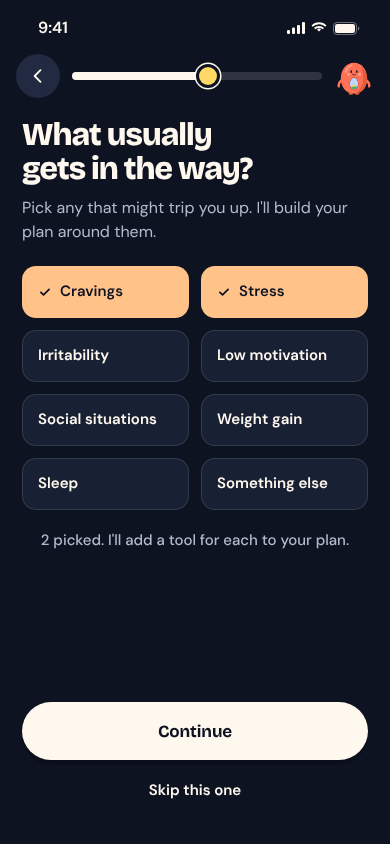 9:41
What usually
gets in the way?
Pick any that might trip you up. I'll build your
plan around them.
Cravings
Stress
Irritability
Low motivation
Social situations
Weight gain
Sleep
Something else
2 picked. I'll add a tool for each to your plan.
Continue
Skip this one